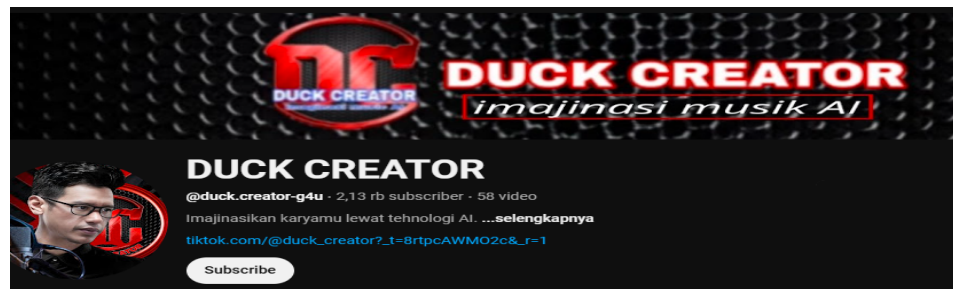 DC
DUCK CREATOR
DUCK CREATOR
imajinasi musik AI
DUCK CREATOR
@duck.creator-g4u · 2,13 rb subscriber · 58 video
Imajinasikan karyamu lewat tehnologi AI. ...selengkapnya
tiktok.com/@duck_creator?_t=8rtpcAWMO2c&_r=1
Subscribe